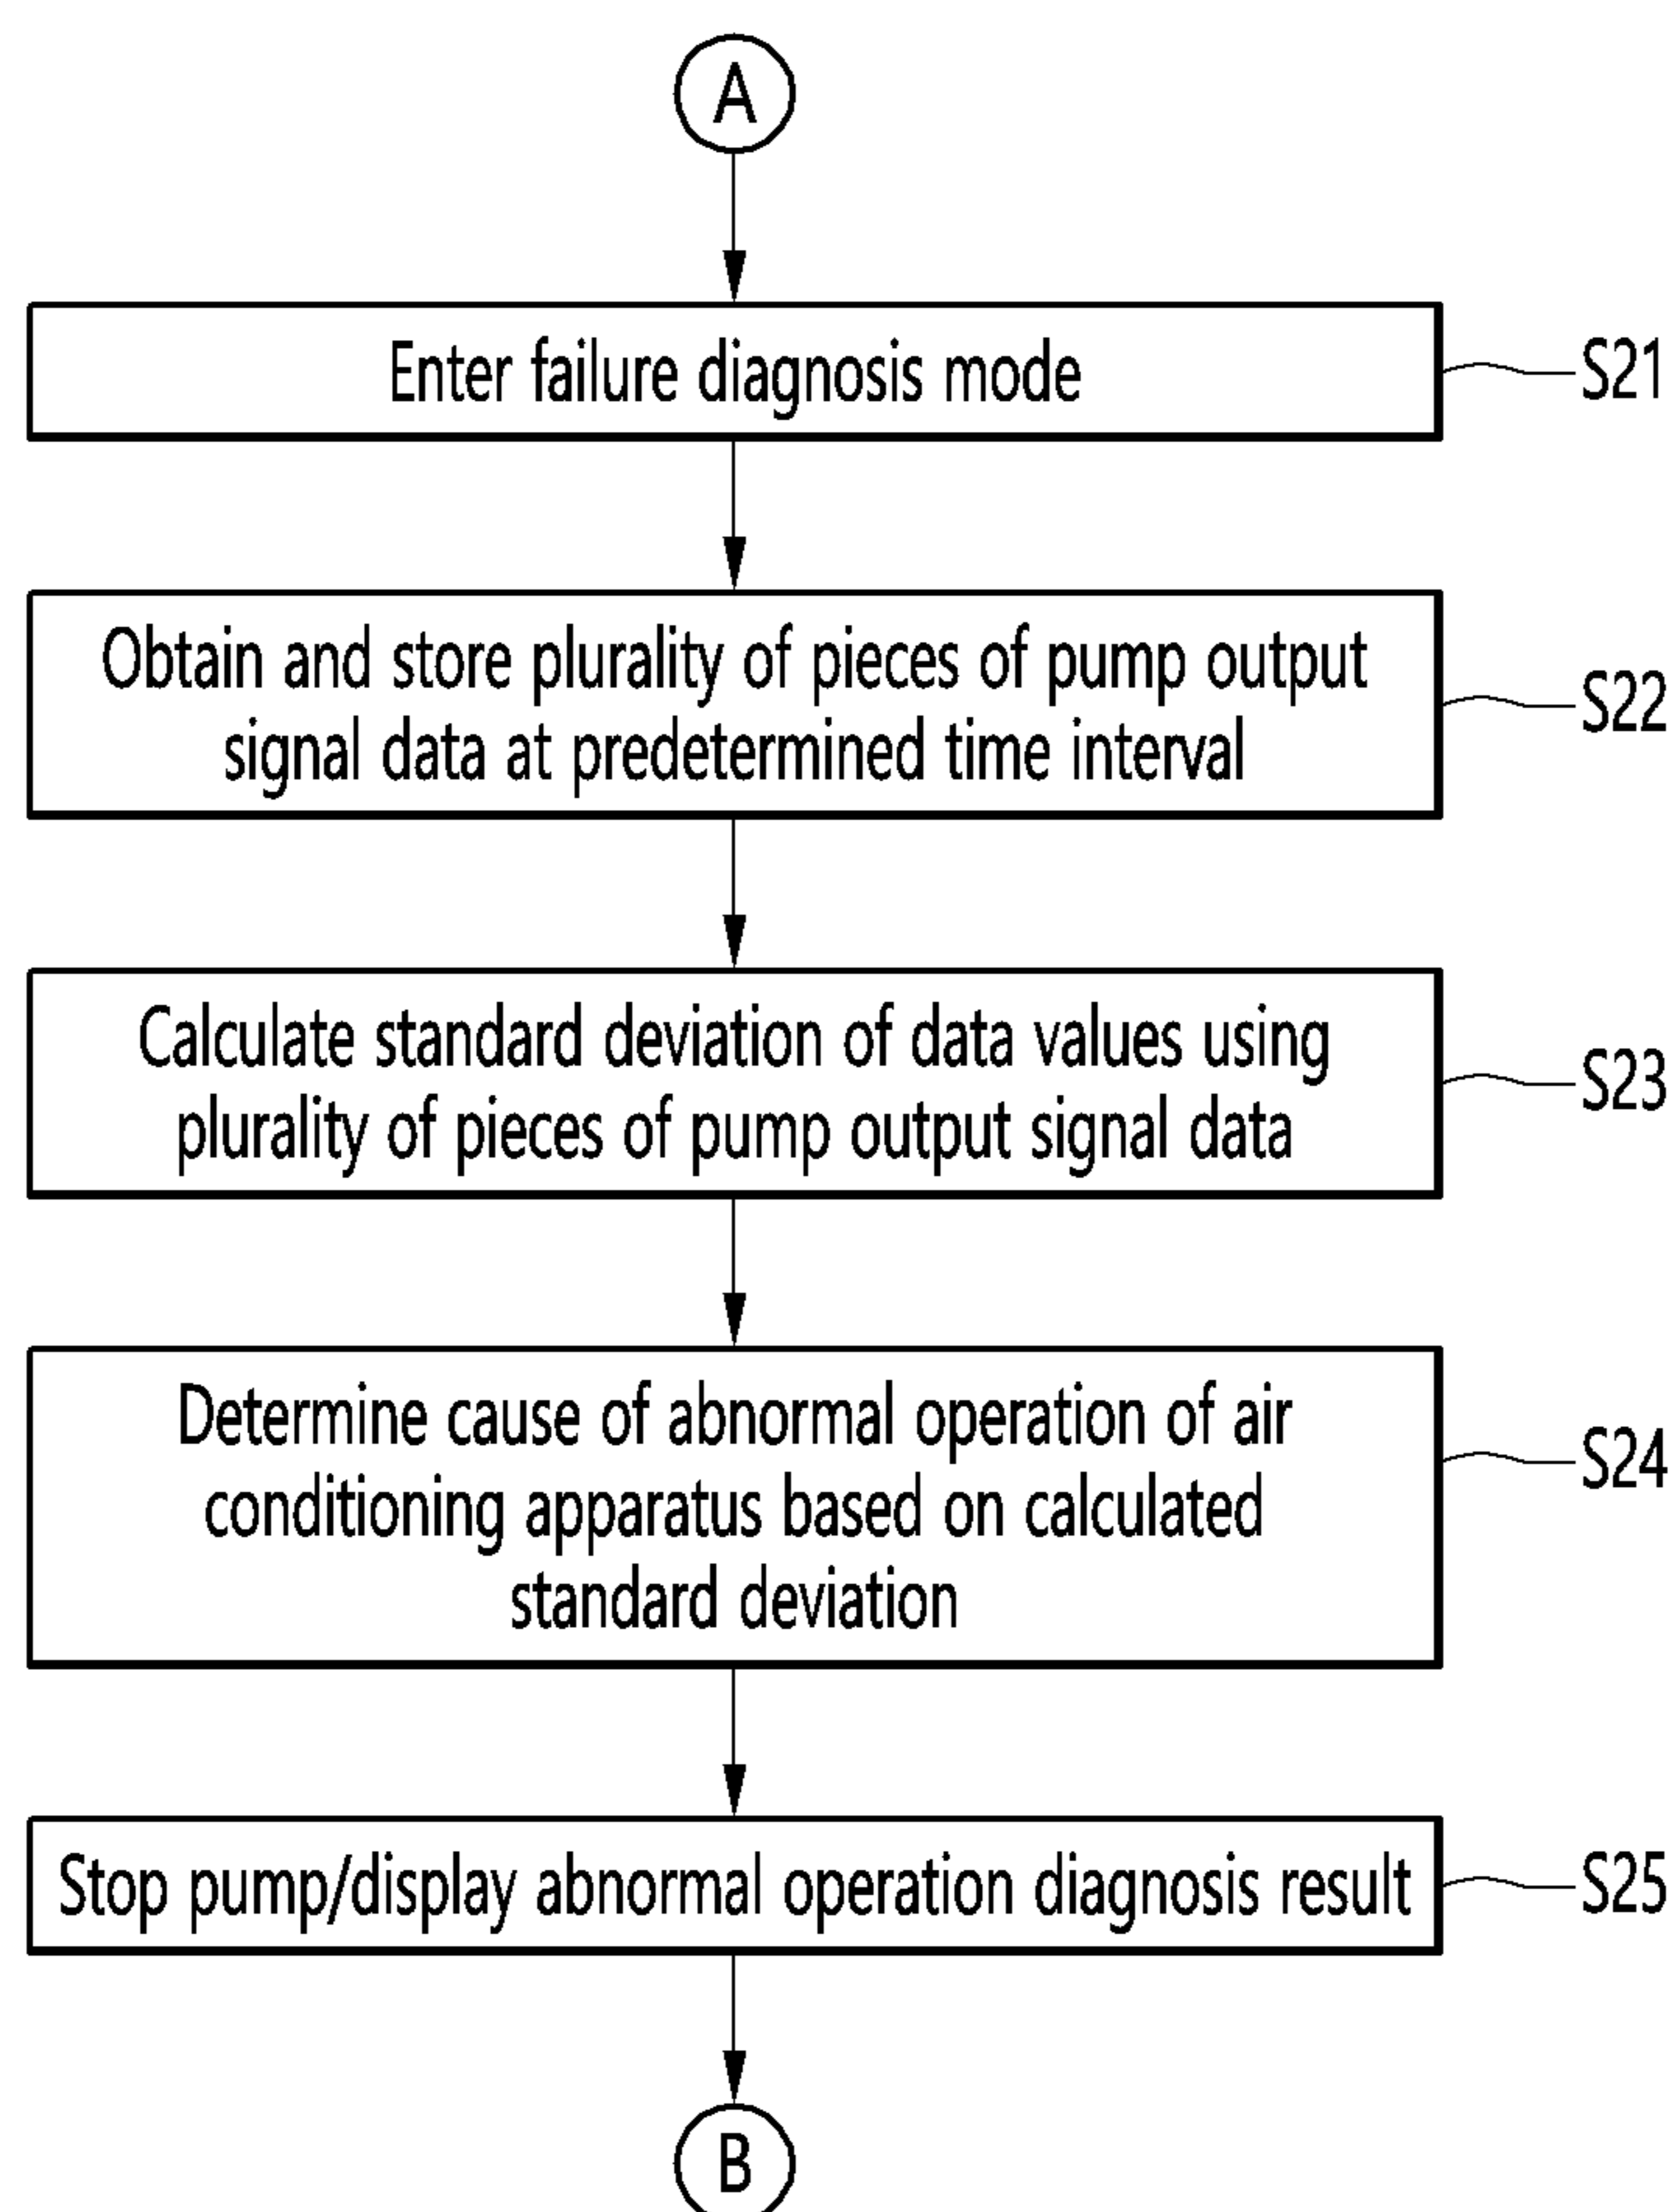 A
Enter failure diagnosis mode
S21
Obtain and store plurality of pieces of pump output
signal data at predetermined time interval
S22
Calculate standard deviation of data values using
plurality of pieces of pump output signal data
S23
Determine cause of abnormal operation of air
conditioning apparatus based on calculated
standard deviation
S24
Stop pump/display abnormal operation diagnosis result
S25
B